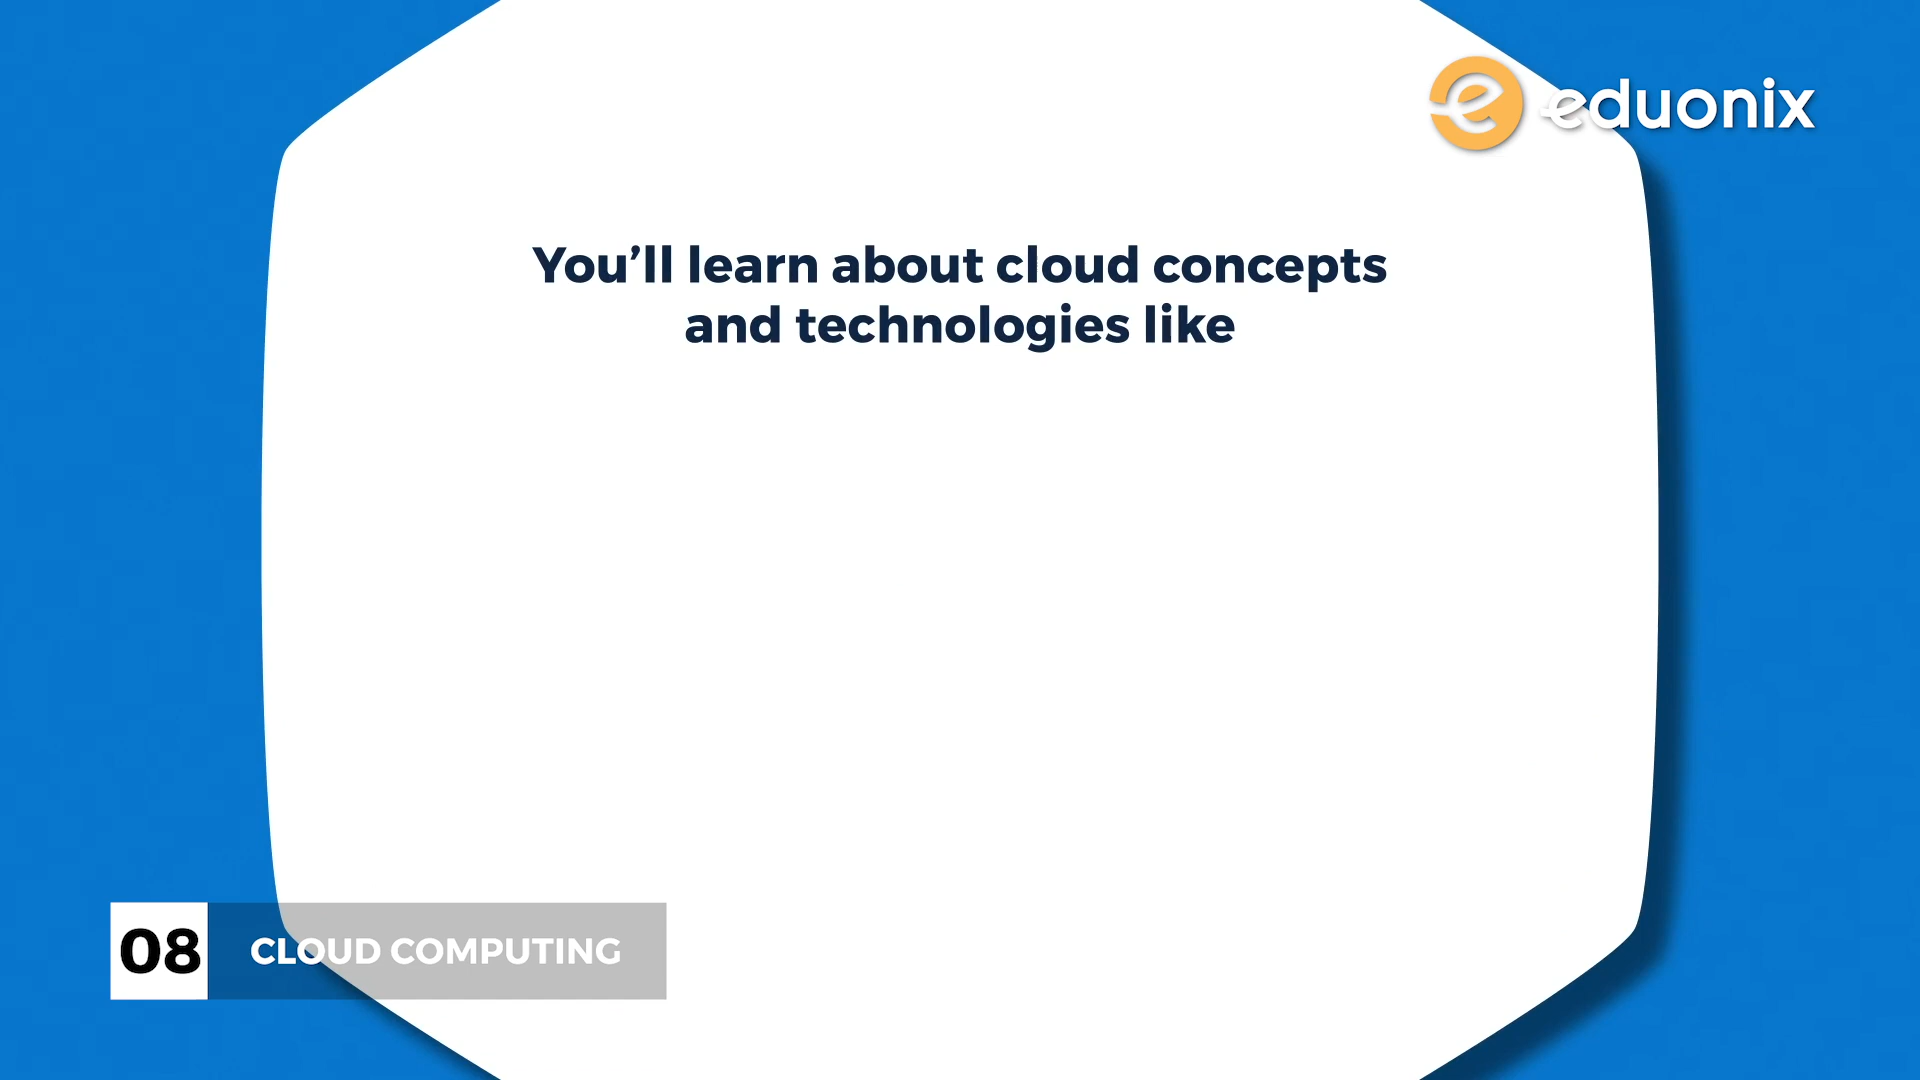 eduonix
You’ll learn about cloud concepts
and technologies like
08
CLOUD COMPUTING